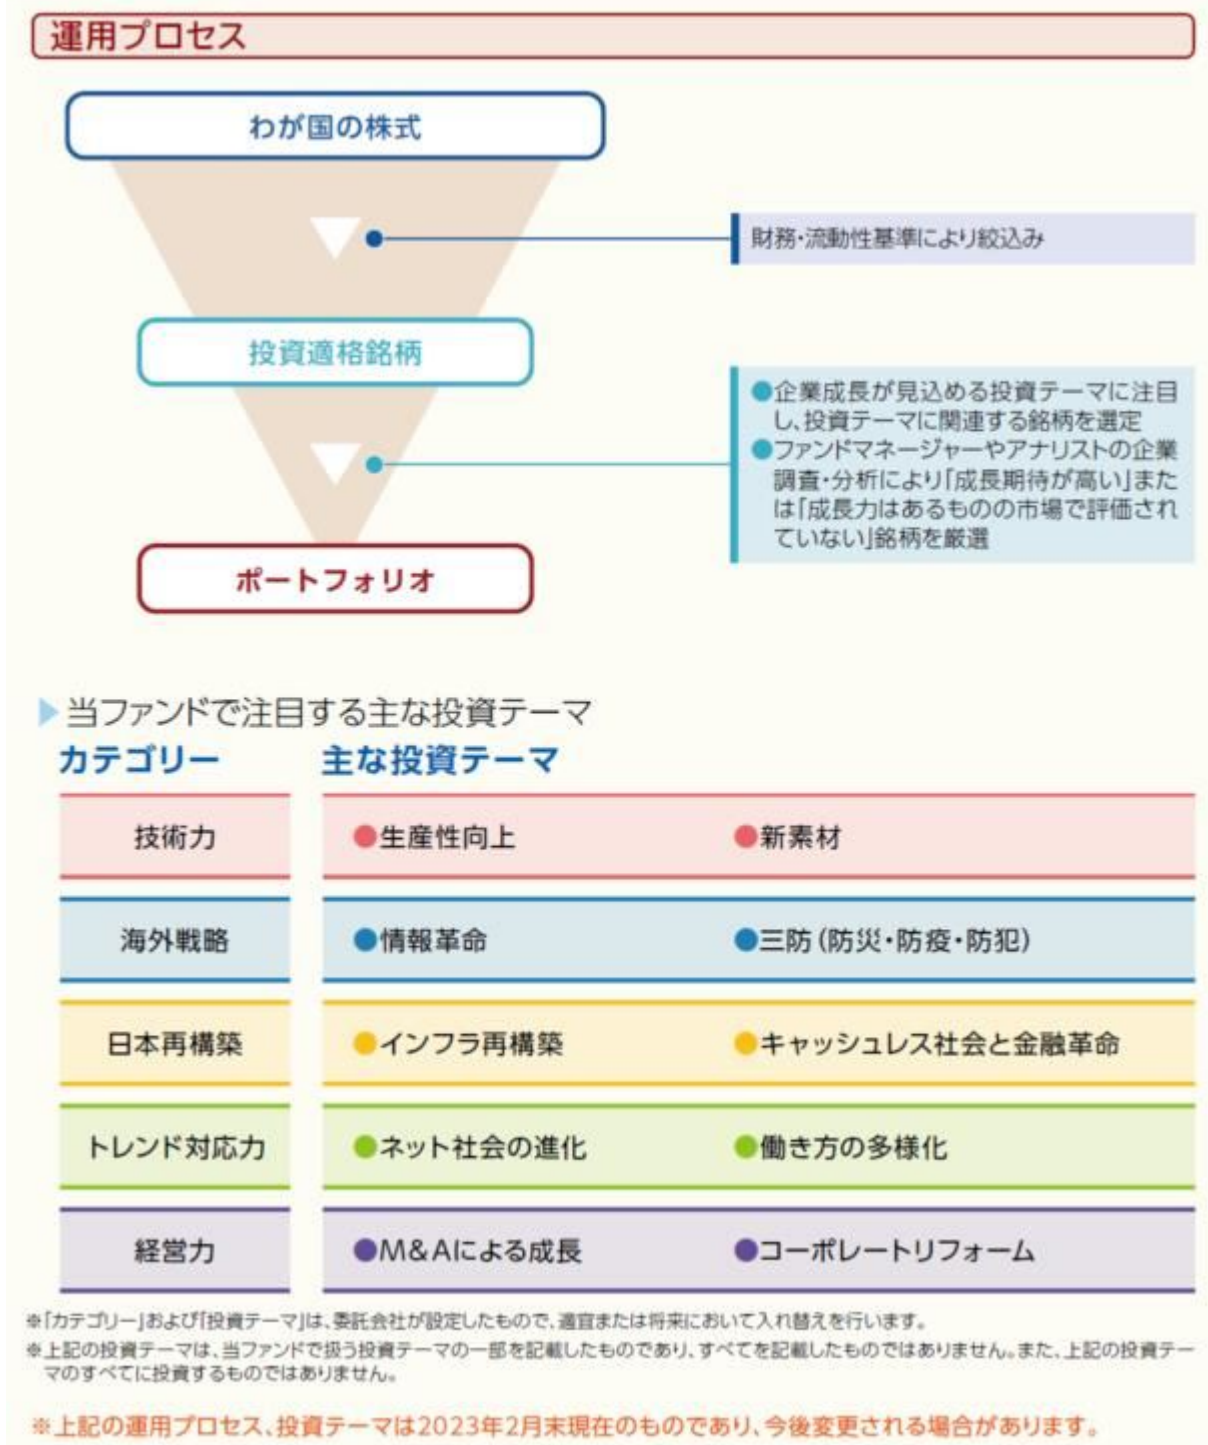 運用プロセス
わが国の株式
財務・流動性基準により絞込み
投資適格銘柄
●企業成長が見込める投資テーマに注目
し、投資テーマに関連する銘柄を選定
●ファンドマネージャーやアナリストの企業
調査・分析により「成長期待が高い」また
は「成長力はあるものの市場で評価され
ていない」銘柄を厳選
ポートフォリオ
▶当ファンドで注目する主な投資テーマ
カテゴリー 主な投資テーマ
技術力 ●生産性向上 ●新素材
海外戦略 ●情報革命 ●三防(防災・防疫・防犯)
日本再構築 ●インフラ再構築 ●キャッシュレス社会と金融革命
トレンド対応力 ●ネット社会の進化 ●働き方の多様化
経営力 ●M&Aによる成長 ●コーポレートリフォーム
※「カテゴリー」および「投資テーマ」は、委託会社が設定したもので、適宜または将来において入れ替えを行います。
※上記の投資テーマは、当ファンドで扱う投資テーマの一部を記載したものであり、すべてを記載したものではありません。また、上記の投資テー
マのすべてに投資するものではありません。
※上記の運用プロセス、投資テーマは2023年2月末現在のものであり、今後変更される場合があります。